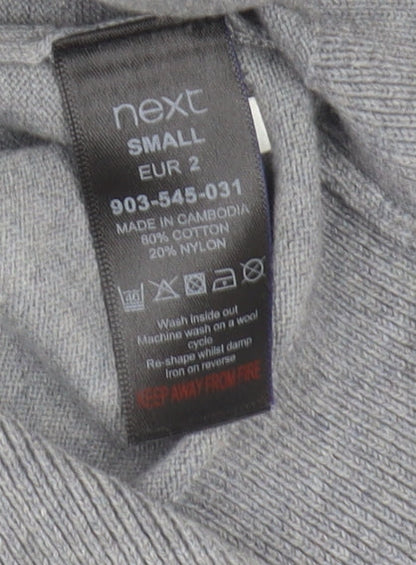 next
SMALL
EUR 2
903-545-031
MADE IN CAMBODIA
80% COTTON
20% NYLON
40
Wash inside out
Machine wash on a wool
cycle
Re-shape whilst damp
Iron on reverse
KEEP AWAY FROM FIRE